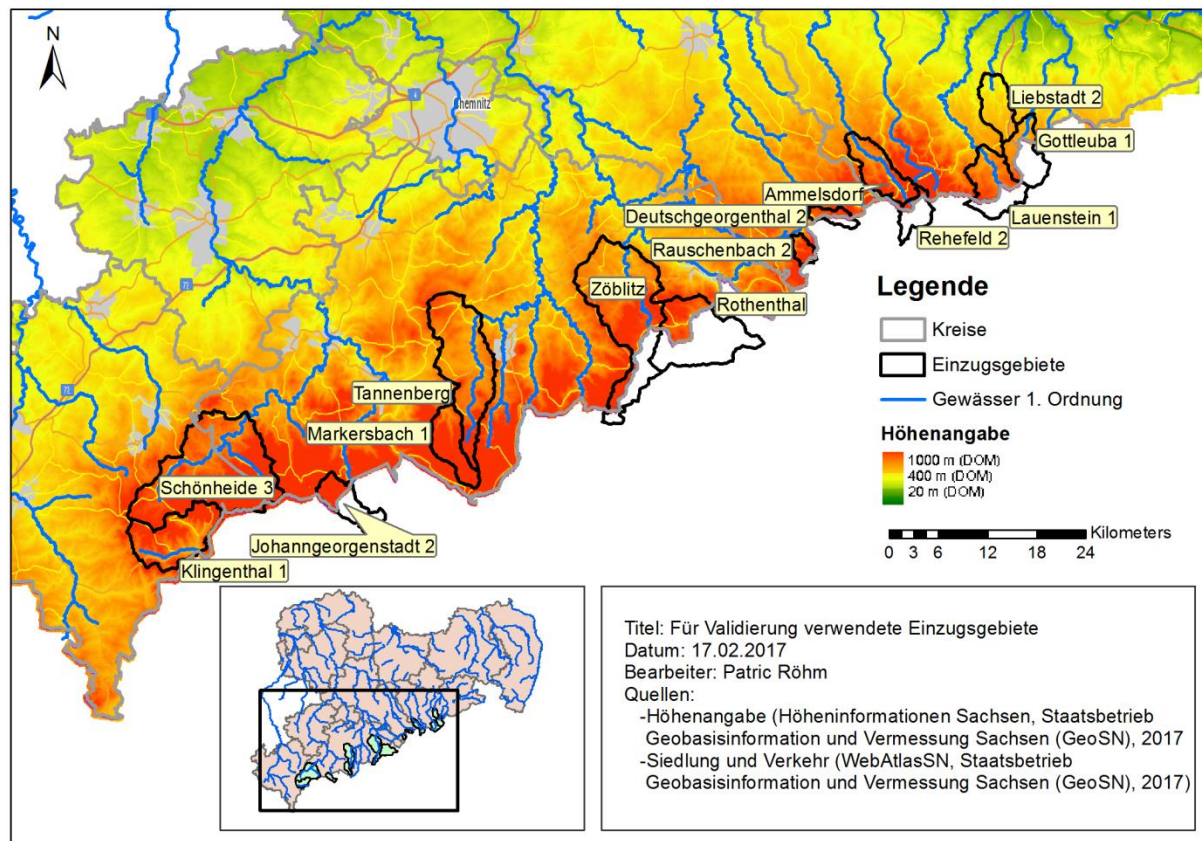 N
4
Chemnitz
72
72
Liebstadt 2
Gottleuba 1
Ammelsdorf
Lauenstein 1
Deutschgeorgenthal 2
Rehefeld 2
Rauschenbach 2
Zöblitz
Rothenthal
Tannenberg
Markersbach 1
Schönheide 3
Johanngeorgenstadt 2
Klingenthal 1
Legende
Kreise
Einzugsgebiete
Gewässer 1. Ordnung
Höhenangabe
1000 m (DOM)
400 m (DOM)
20 m (DOM)
Kilometers
0 3 6 12 18 24
Titel: Für Validierung verwendete Einzugsgebiete
Datum: 17.02.2017
Bearbeiter: Patric Röhm
Quellen:
-Höhenangabe (Höheninformationen Sachsen, Staatsbetrieb
Geobasisinformation und Vermessung Sachsen (GeoSN), 2017
-Siedlung und Verkehr (WebAtlasSN, Staatsbetrieb
Geobasisinformation und Vermessung Sachsen (GeoSN), 2017)